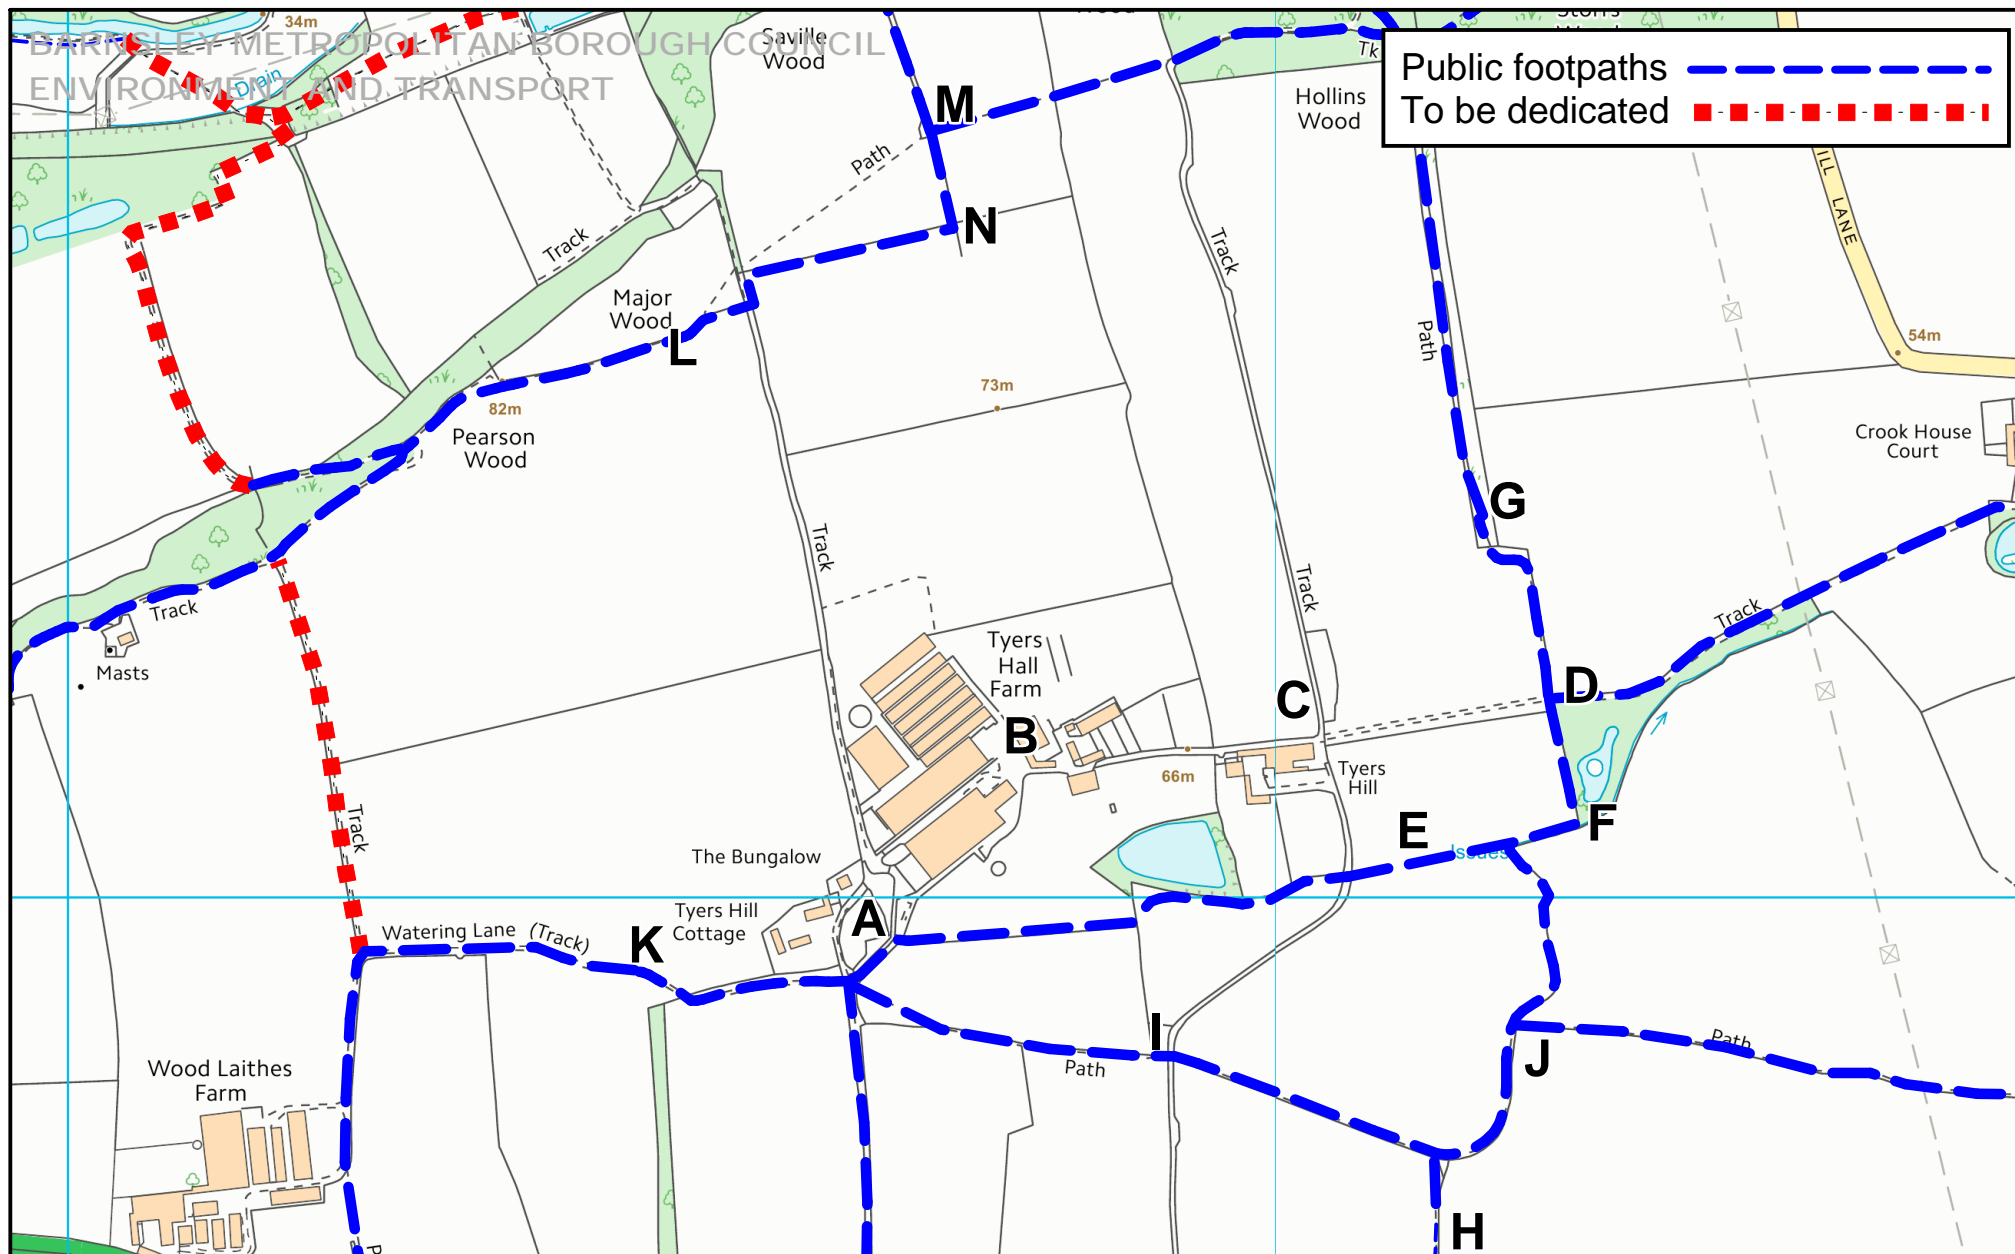 34m
BARNSLEY METROPOLITAN BOROUGH COUNCIL
ENVIRONMENT AND TRANSPORT
Drain
Saville
Wood
Tk
Public footpaths
To be dedicated
Hollins
Wood
M
Path
N
LANE
Track
Track
Major
Wood
L
54m
Path
73m
82m
Pearson
Wood
Crook House
Court
G
Track
Track
Track
Track
Masts
Tyers
Hall
Farm
B
C
D
66m
Tyers
Hill
Track
E
F
Issues
The Bungalow
Tyers Hill
Cottage
A
Watering Lane (Track)
K
I
Path
Path
J
Wood Laithes
Farm
H